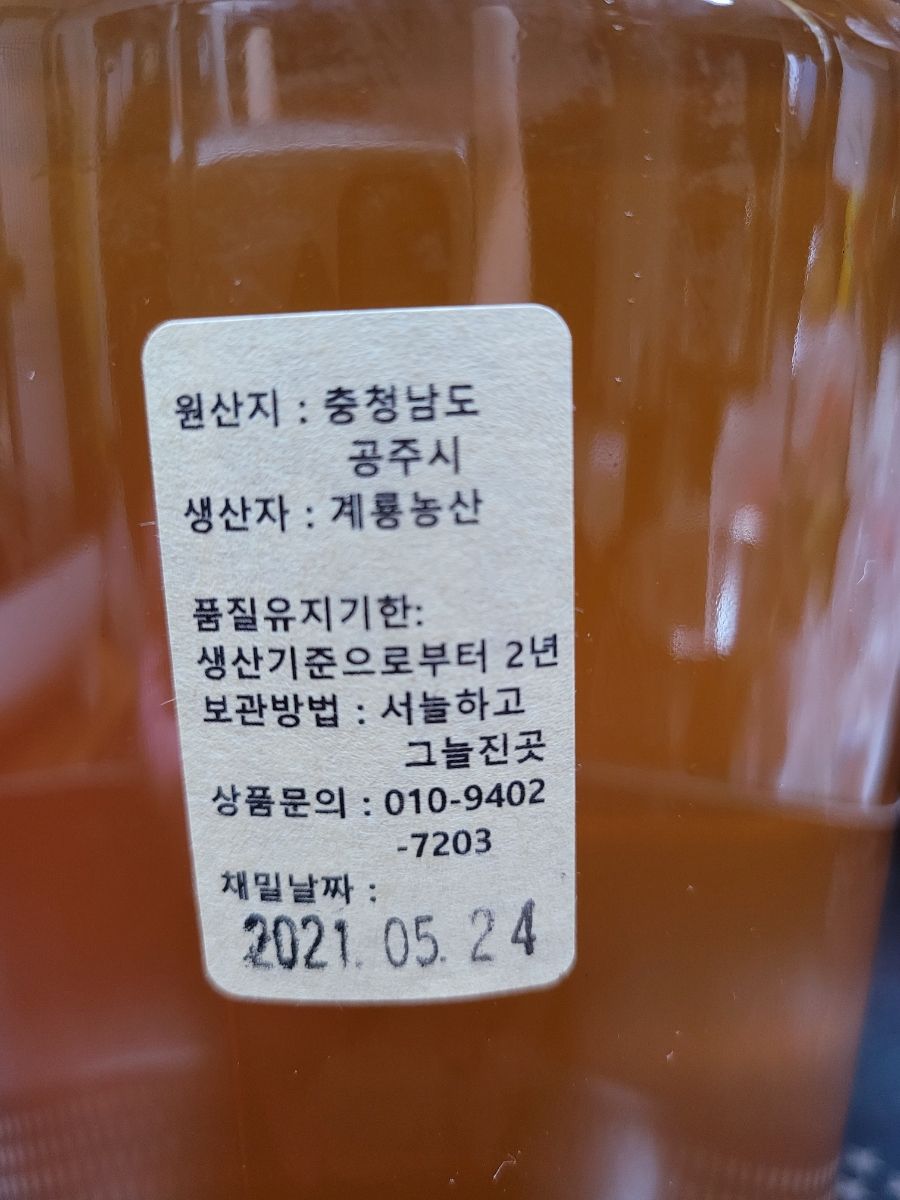 원산지 : 충청남도
공주시
생산자 : 계룡농산
품질유지기한:
생산기준으로부터 2년
보관방법 : 서늘하고
그늘진곳
상품문의 : 010-9402
-7203
채밀날짜 :
2021. 05. 24